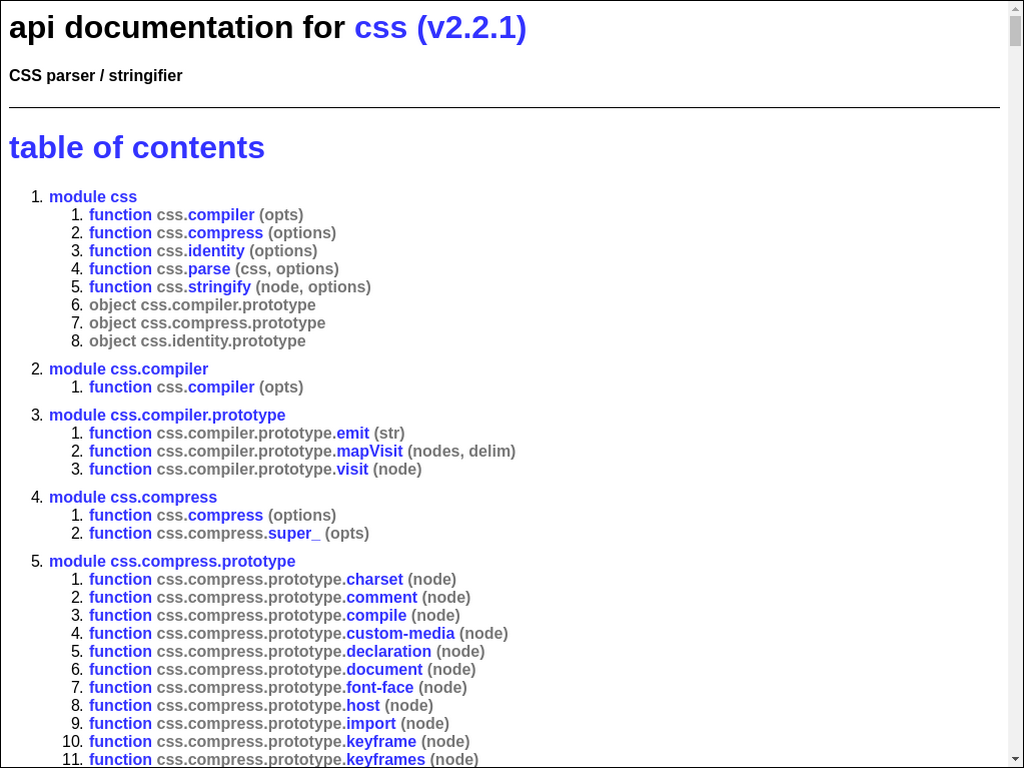 api documentation for css (v2.2.1)
CSS parser / stringifier
table of contents
1. module css
1. function css.compiler (opts)
2. function css.compress (options)
3. function css.identity (options)
4. function css.parse (css, options)
5. function css.stringify (node, options)
6. object css.compiler.prototype
7. object css.compress.prototype
8. object css.identity.prototype
2. module css.compiler
1. function css.compiler (opts)
3. module css.compiler.prototype
1. function css.compiler.prototype.emit (str)
2. function css.compiler.prototype.mapVisit (nodes, delim)
3. function css.compiler.prototype.visit (node)
4. module css.compress
1. function css.compress (options)
2. function css.compress.super_ (opts)
5. module css.compress.prototype
1. function css.compress.prototype.charset (node)
2. function css.compress.prototype.comment (node)
3. function css.compress.prototype.compile (node)
4. function css.compress.prototype.custom-media (node)
5. function css.compress.prototype.declaration (node)
6. function css.compress.prototype.document (node)
7. function css.compress.prototype.font-face (node)
8. function css.compress.prototype.host (node)
9. function css.compress.prototype.import (node)
10. function css.compress.prototype.keyframe (node)
11. function css.compress.prototype.keyframes (node)